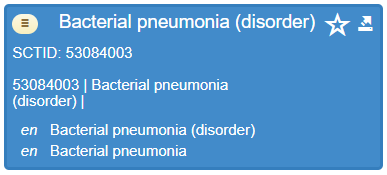 Bacterial pneumonia (disorder)
SCTID: 53084003
53084003 | Bacterial pneumonia
(disorder) |
en Bacterial pneumonia (disorder)
en Bacterial pneumonia